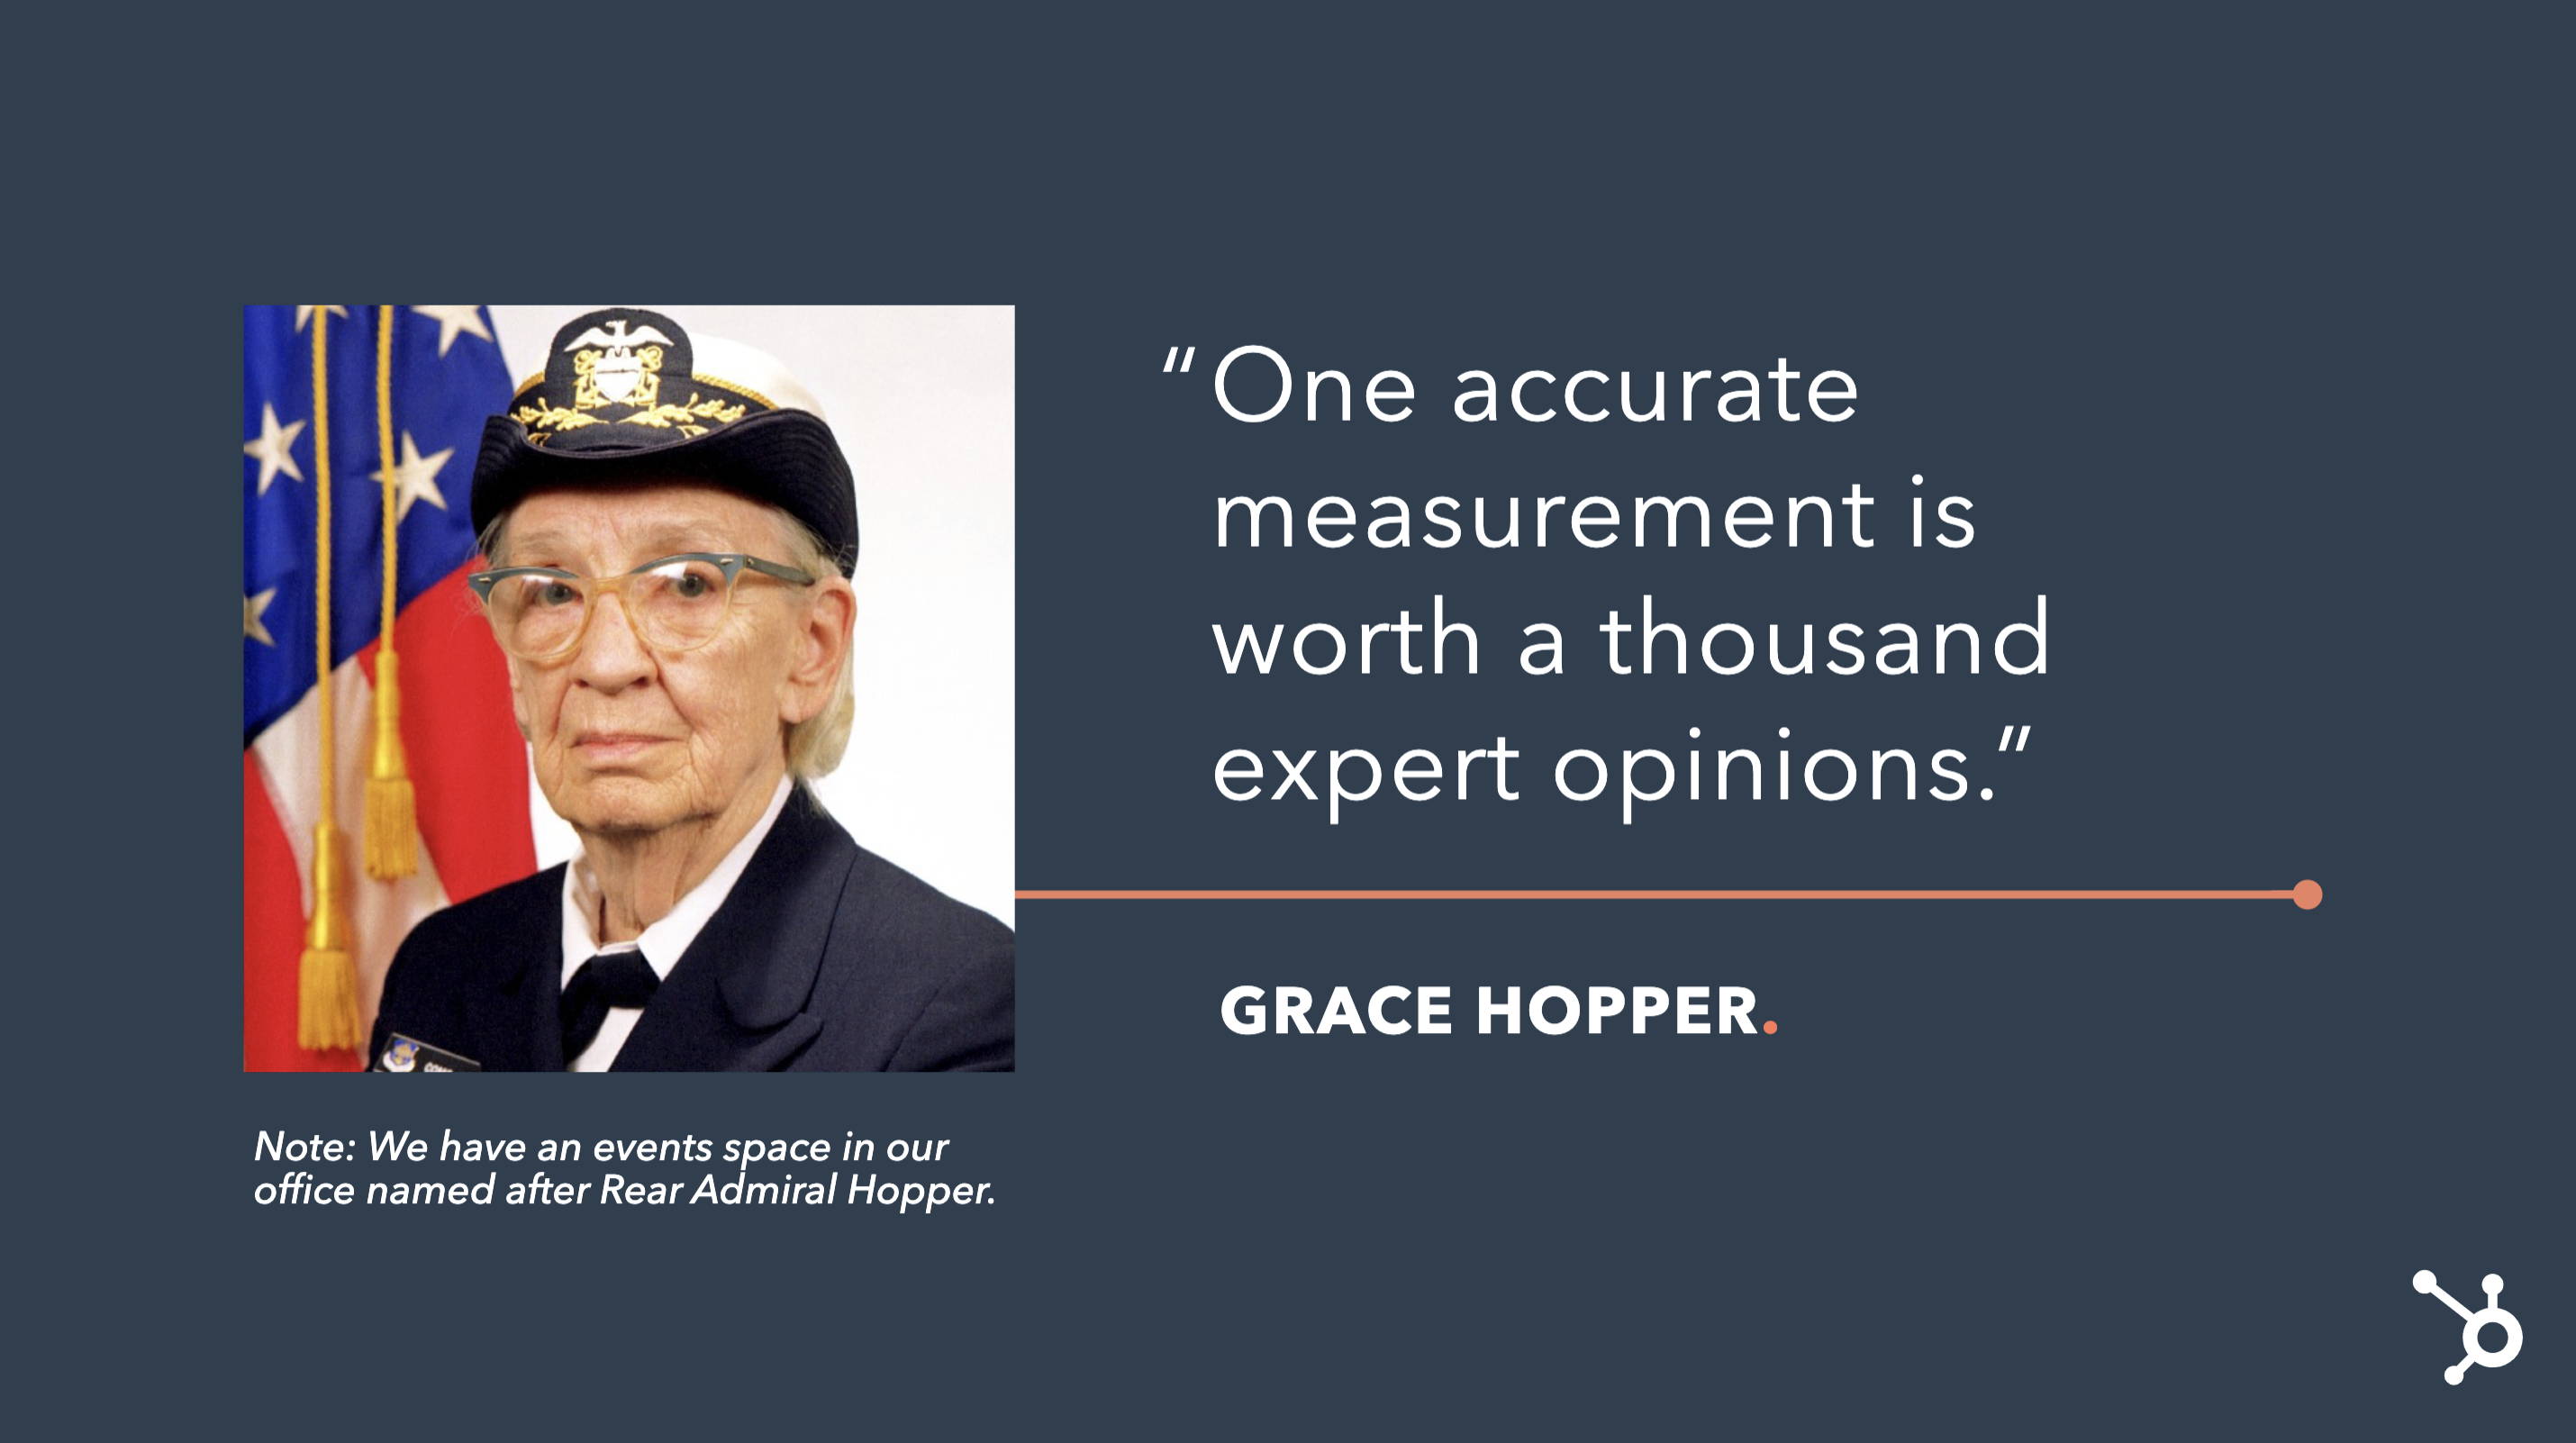 “One accurate
measurement is
worth a thousand
expert opinions.”
GRACE HOPPER.
Note: We have an events space in our
office named after Rear Admiral Hopper.